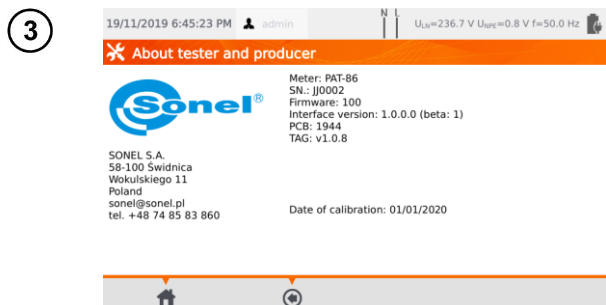 3
19/11/2019 6:45:23 PM admin N L ULN=236.7 V UNPE=0.8 V f=50.0 Hz
About tester and producer
Sonel®
SONEL S.A.
58-100 Świdnica
Wokulskiego 11
Poland
sonel@sonel.pl
tel. +48 74 85 83 860
Meter: PAT-86
SN.: JJ0002
Firmware: 100
Interface version: 1.0.0.0 (beta: 1)
PCB: 1944
TAG: v1.0.8
Date of calibration: 01/01/2020